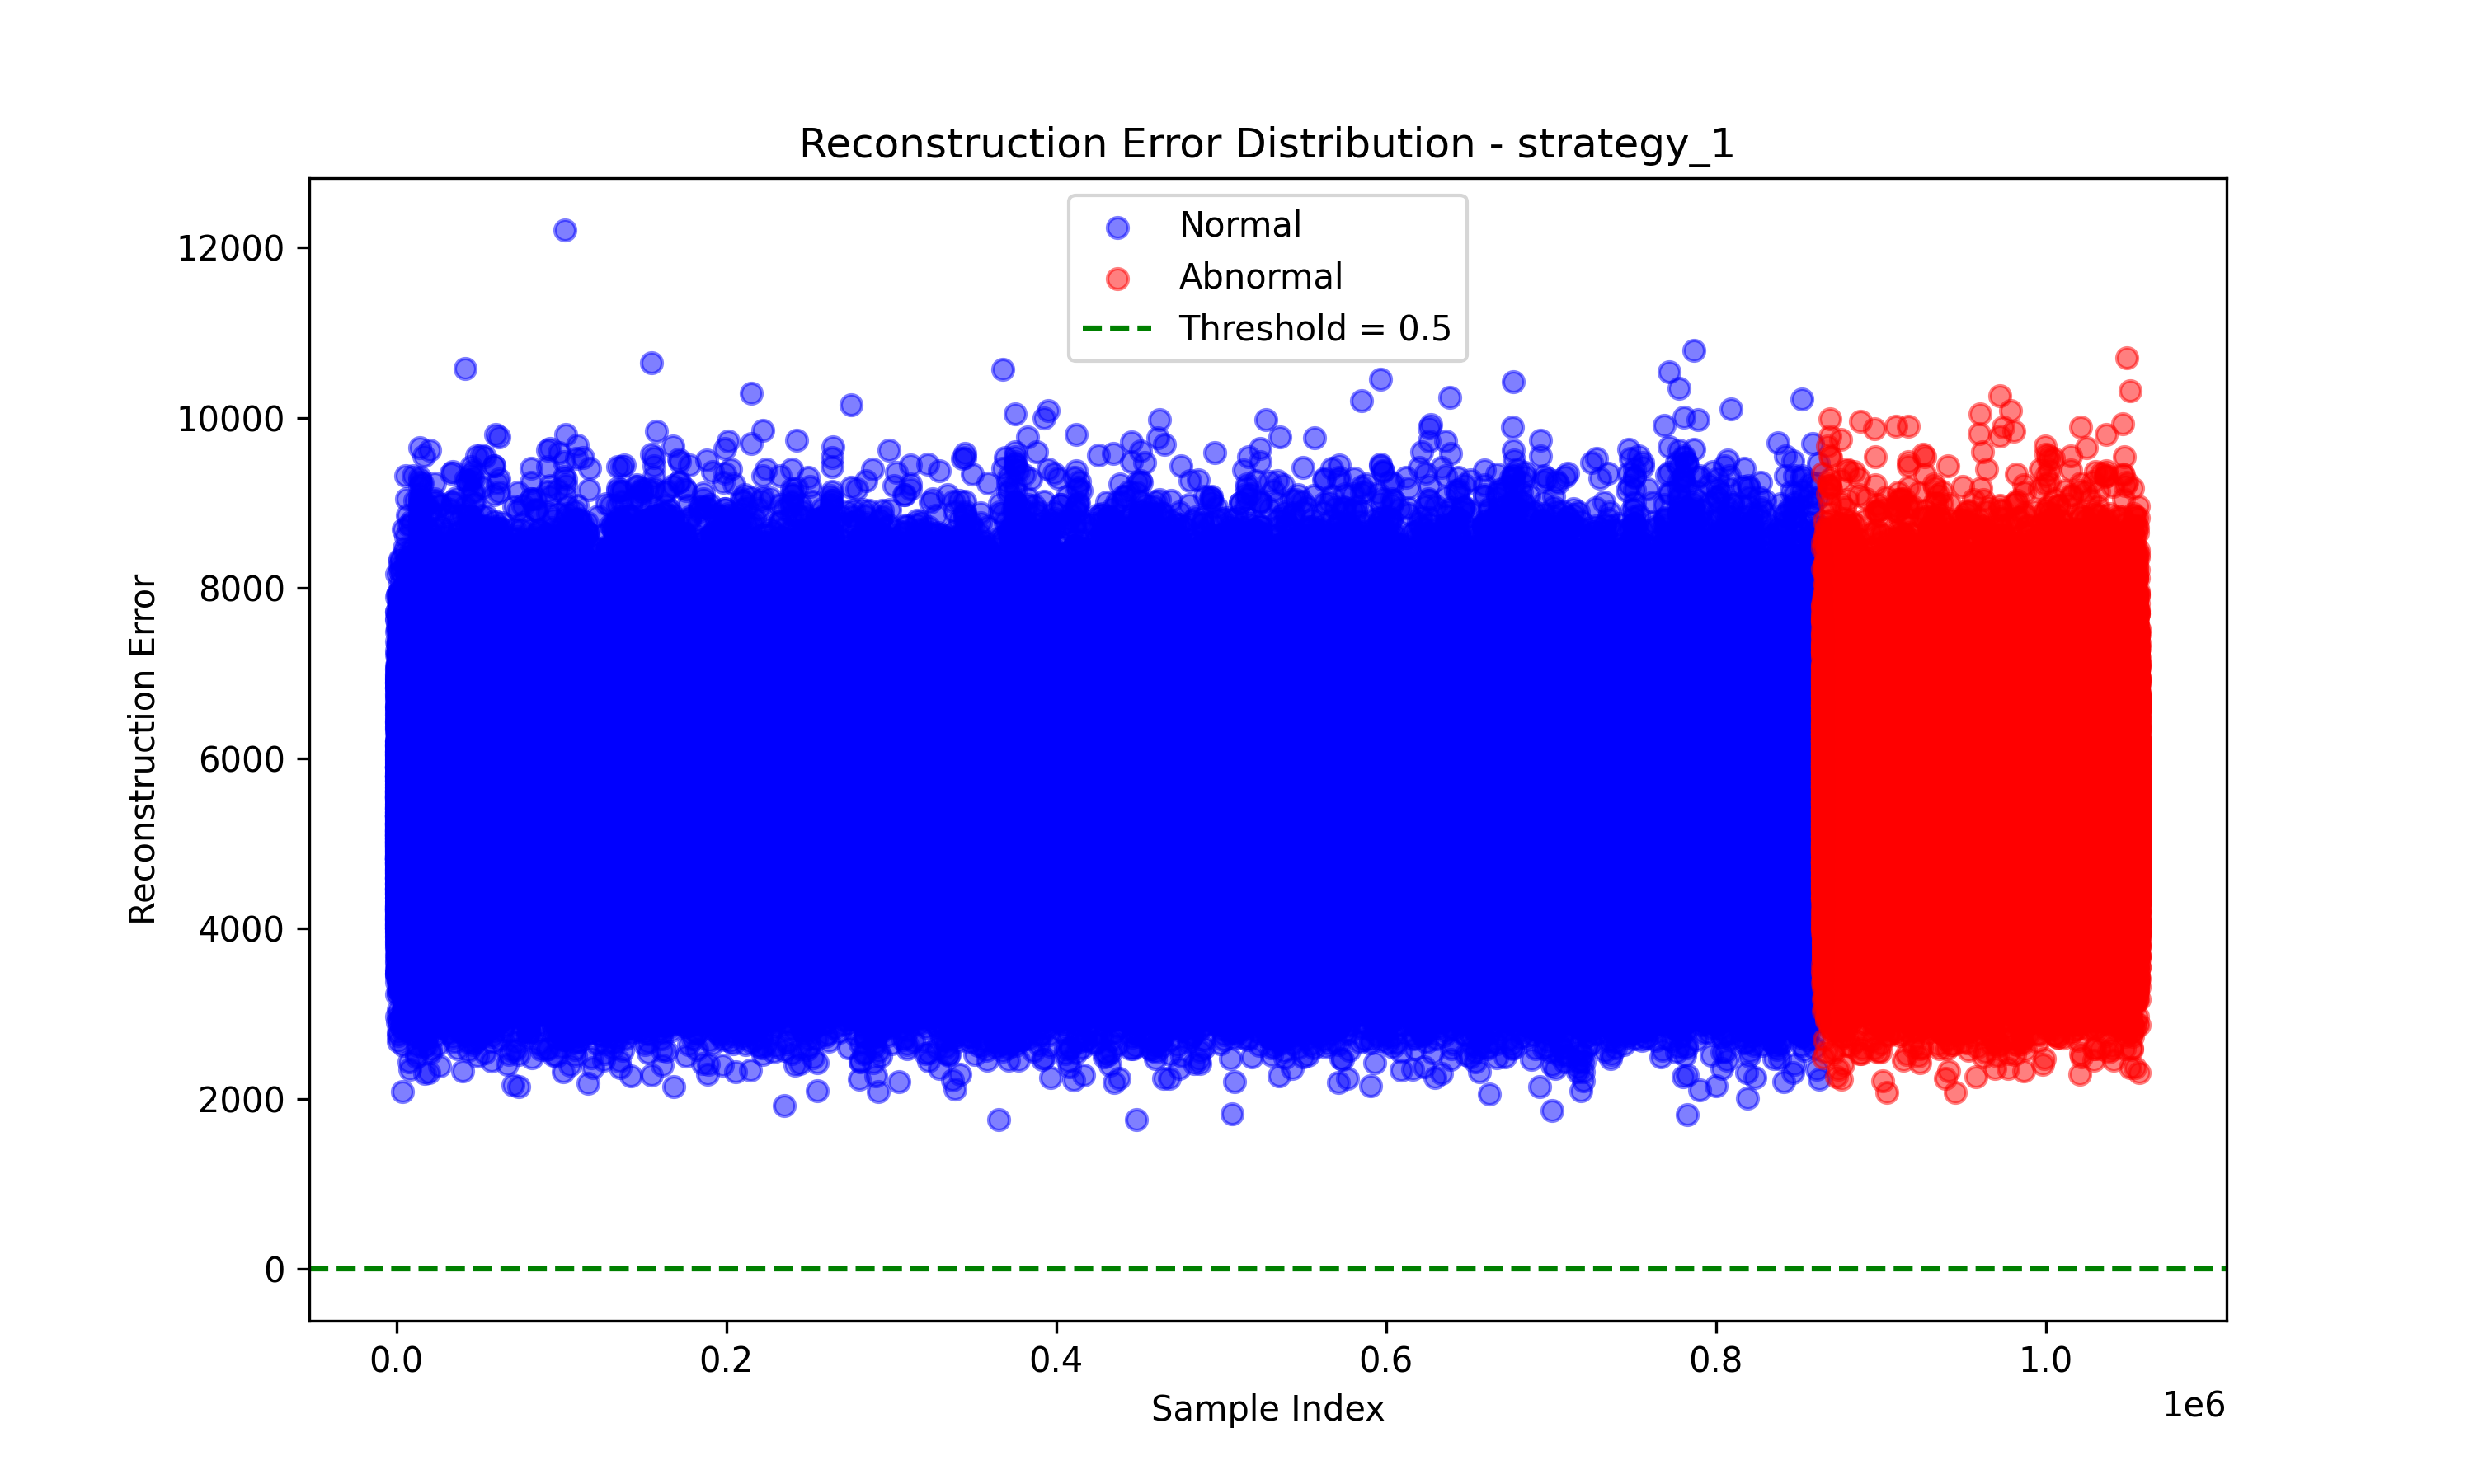 Reconstruction Error Distribution - strategy_1
Normal
Abnormal
Threshold = 0.5
12000
10000
8000
6000
4000
2000
0
Reconstruction Error
0.0 0.2 0.4 0.6 0.8 1.0
1e6
Sample Index